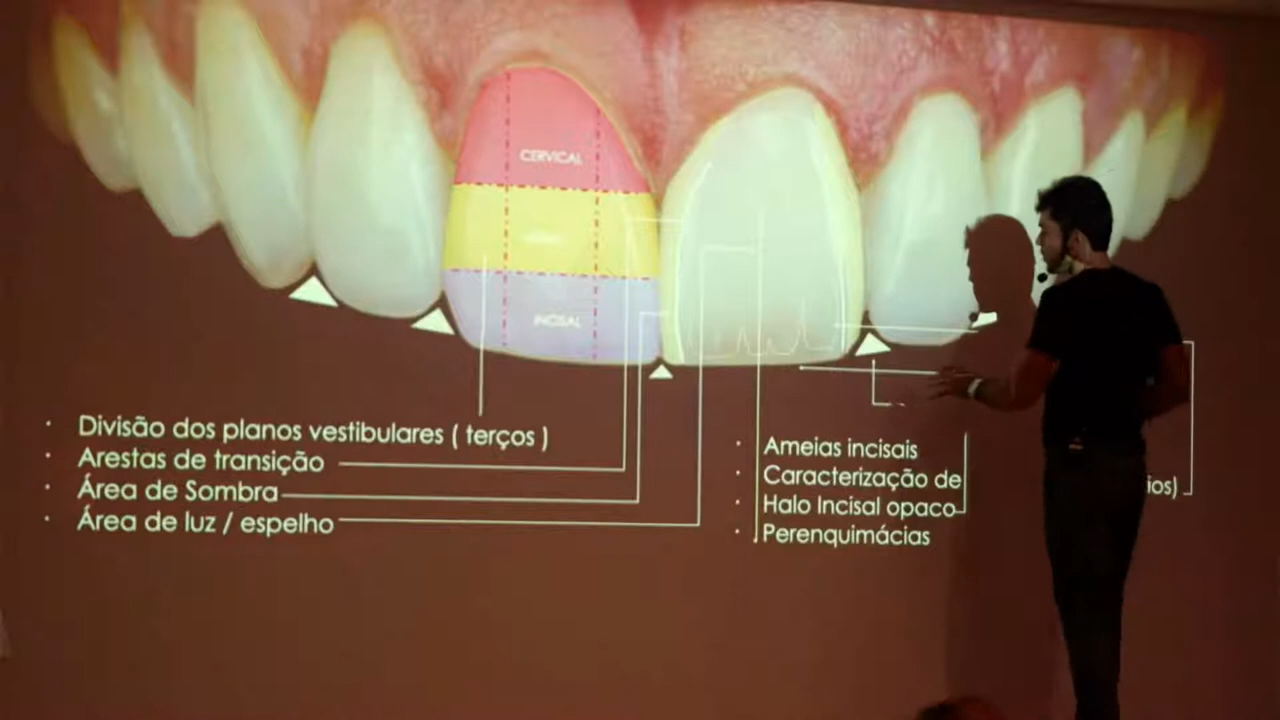 CERVICAL
INCISAL
Divisão dos planos vestibulares ( terços )
Arestas de transição
Área de Sombra
Área de luz / espelho
Ameias incisais
Caracterização de
ios)
Halo Incisal opaco
Perenquimácias